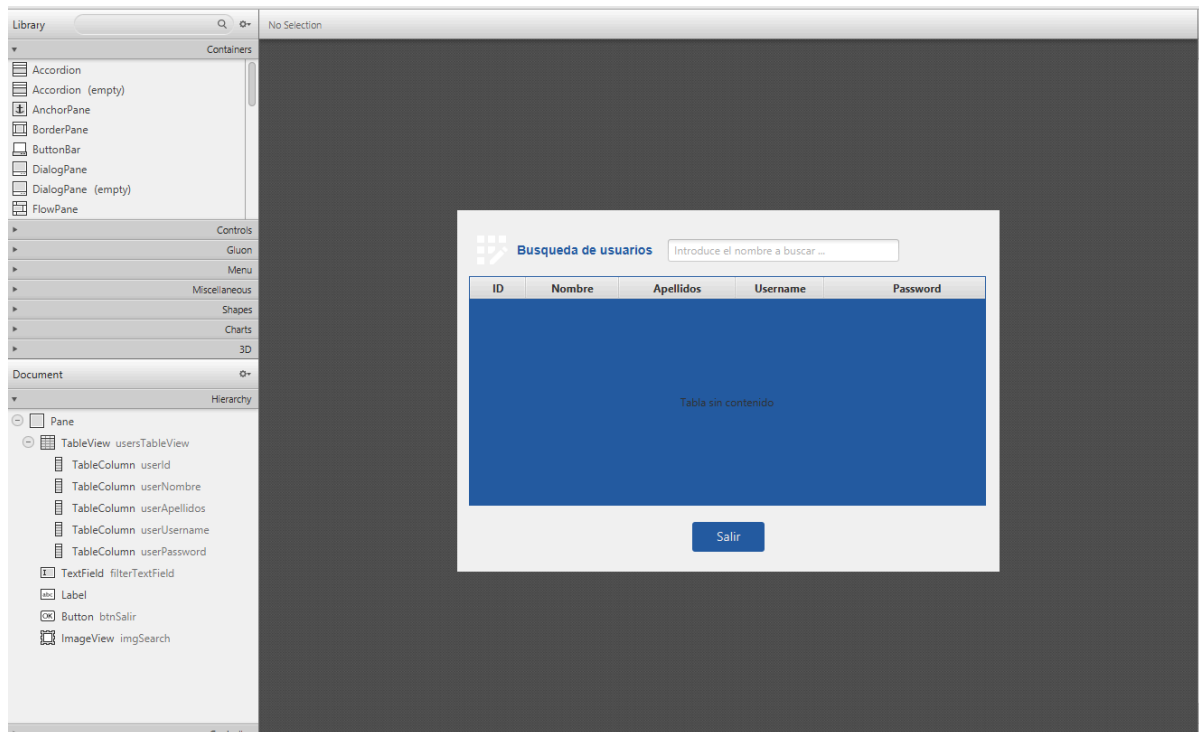 Library
No Selection
Containers
Accordion
Accordion (empty)
AnchorPane
BorderPane
ButtonBar
DialogPane
DialogPane (empty)
FlowPane
Controls
Gluon
Menu
Miscellaneous
Shapes
Charts
3D
Document
Hierarchy
Pane
TableView usersTableView
TableColumn userId
TableColumn userNombre
TableColumn userApellidos
TableColumn userUsername
TableColumn userPassword
TextField filterTextField
abc Label
OK Button btnSalir
ImageView imgSearch
Busqueda de usuarios
Introduce el nombre a buscar ...
ID Nombre Apellidos Username Password
Tabla sin contenido
Salir